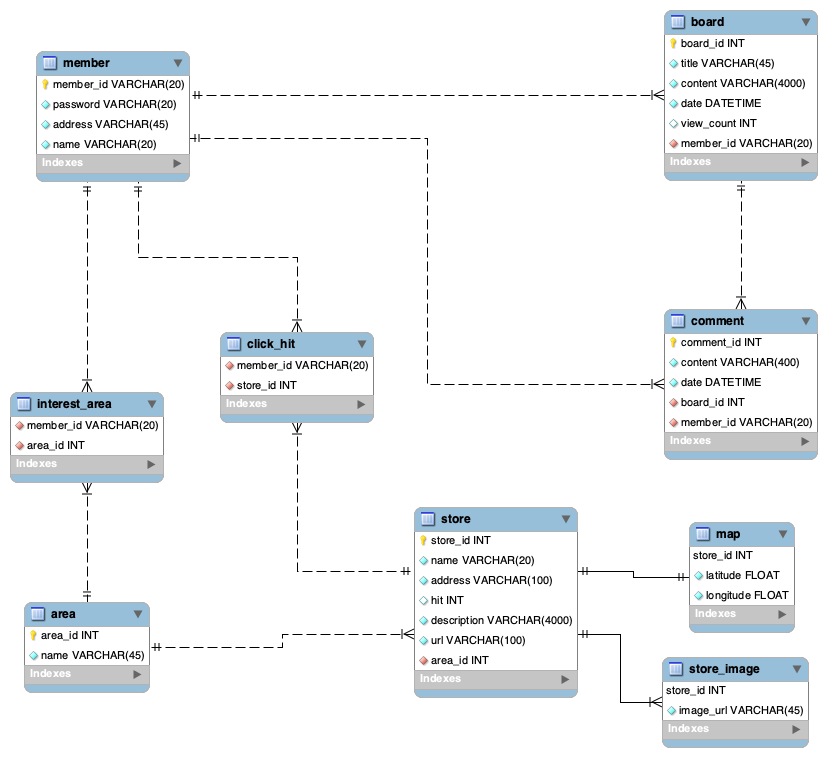 member
member_id VARCHAR(20)
password VARCHAR(20)
address VARCHAR(45)
name VARCHAR(20)
Indexes
board
board_id INT
title VARCHAR(45)
content VARCHAR(4000)
date DATETIME
view_count INT
member_id VARCHAR(20)
Indexes
click_hit
member_id VARCHAR(20)
store_id INT
Indexes
comment
comment_id INT
content VARCHAR(400)
date DATETIME
board_id INT
member_id VARCHAR(20)
Indexes
interest_area
member_id VARCHAR(20)
area_id INT
Indexes
store
store_id INT
name VARCHAR(20)
address VARCHAR(100)
hit INT
description VARCHAR(4000)
url VARCHAR(100)
area_id INT
Indexes
map
store_id INT
latitude FLOAT
longitude FLOAT
Indexes
area
area_id INT
name VARCHAR(45)
Indexes
store_image
store_id INT
image_url VARCHAR(45)
Indexes